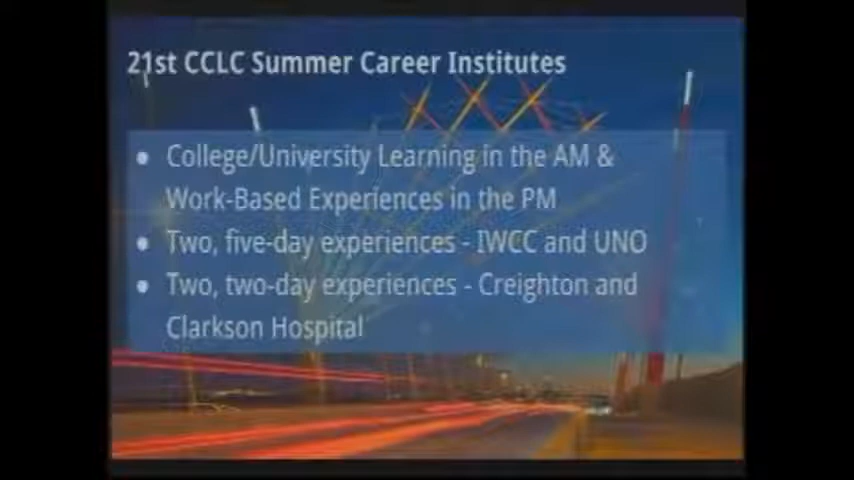 21st CCLC Summer Career Institutes
● College/University Learning in the AM &
Work-Based Experiences in the PM
● Two, five-day experiences - IWCC and UNO
● Two, two-day experiences - Creighton and
Clarkson Hospital